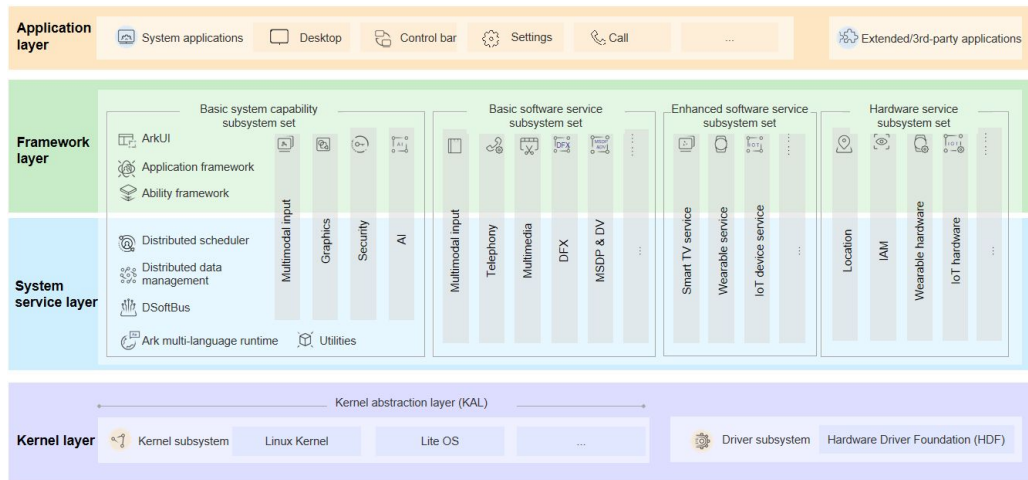 Application
layer
System applications
Desktop
Control bar
Settings
Call
...
Extended/3rd-party applications
Framework
layer
Basic system capability
subsystem set
ArkUI
Application framework
Ability framework
Basic software service
subsystem set
Enhanced software service
subsystem set
Hardware service
subsystem set
System
service layer
Distributed scheduler
Distributed data
management
DSoftBus
Ark multi-language runtime
Utilities
Multimodal input
Graphics
Security
AI
Multimodal input
Telephony
Multimedia
DFX
MSDP & DV
...
Smart TV service
Wearable service
IoT device service
...
Location
IAM
Wearable hardware
IoT hardware
...
Kernel layer
Kernel abstraction layer (KAL)
Kernel subsystem
Linux Kernel
Lite OS
...
Driver subsystem
Hardware Driver Foundation (HDF)